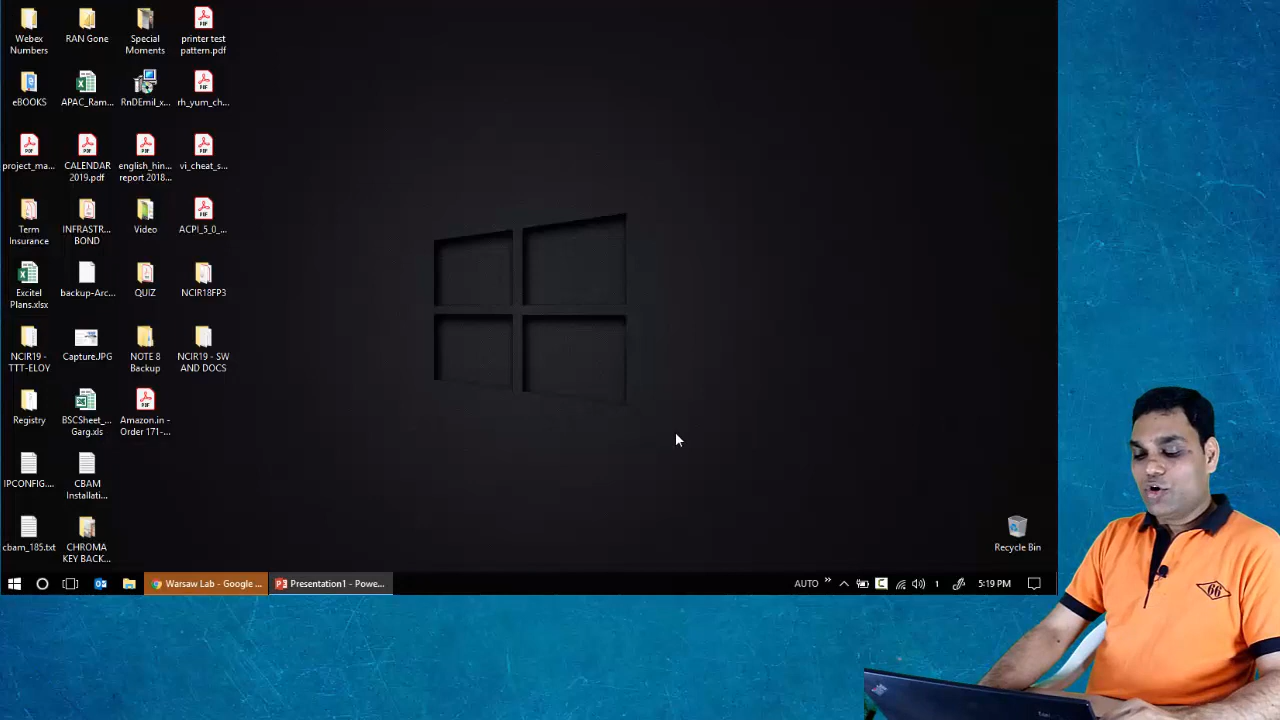 Webex
Numbers
RAN Gone
Special
Moments
printer test
pattern.pdf
eBOOKS
APAC_Ram...
RnDEmil_x...
rh_yum_ch...
project_ma...
CALENDAR
2019.pdf
english_hin...
report 2018...
vi_cheat_s...
Term
Insurance
INFRASTR...
BOND
Video
ACPI_5_0_...
Excitel
Plans.xlsx
backup-Arc...
QUIZ
NCIR18FP3
NCIR19 -
TTT-ELOY
Capture.JPG
NOTE 8
Backup
NCIR19 - SW
AND DOCS
Registry
BSCSheet_...
Garg.xls
Amazon.in -
Order 171-...
IPCONFIG....
CBAM
Installati...
cbam_185.txt
CHROMA
KEY BACK...
Recycle Bin
Warsaw Lab - Google ...
Presentation1 - Powe...
AUTO
1
5:19 PM